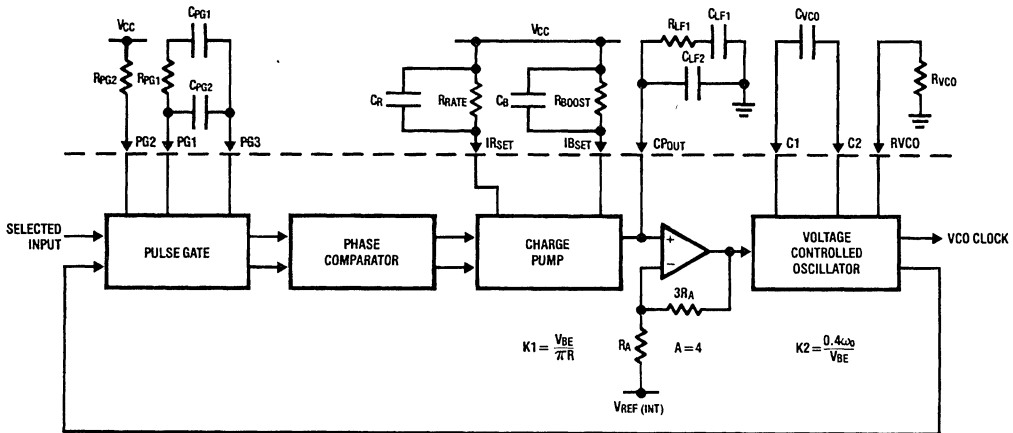 VCC
CPG1
RPG2
RPG1
CPG2
PG2
PG1
PG3
VCC
CR
RRATE
CB
RBOOST
IRSET
IBSET
RLF1
CLF1
CLF2
CPOUT
CVCO
RVCO
C1
C2
RVCO
SELECTED
INPUT
PULSE GATE
PHASE
COMPARATOR
CHARGE
PUMP
+
−
VOLTAGE
CONTROLLED
OSCILLATOR
VCO CLOCK
3RA
RA
A = 4
K1 = VBE/πR
K2 = 0.4ω0/VBE
VREF (INT)